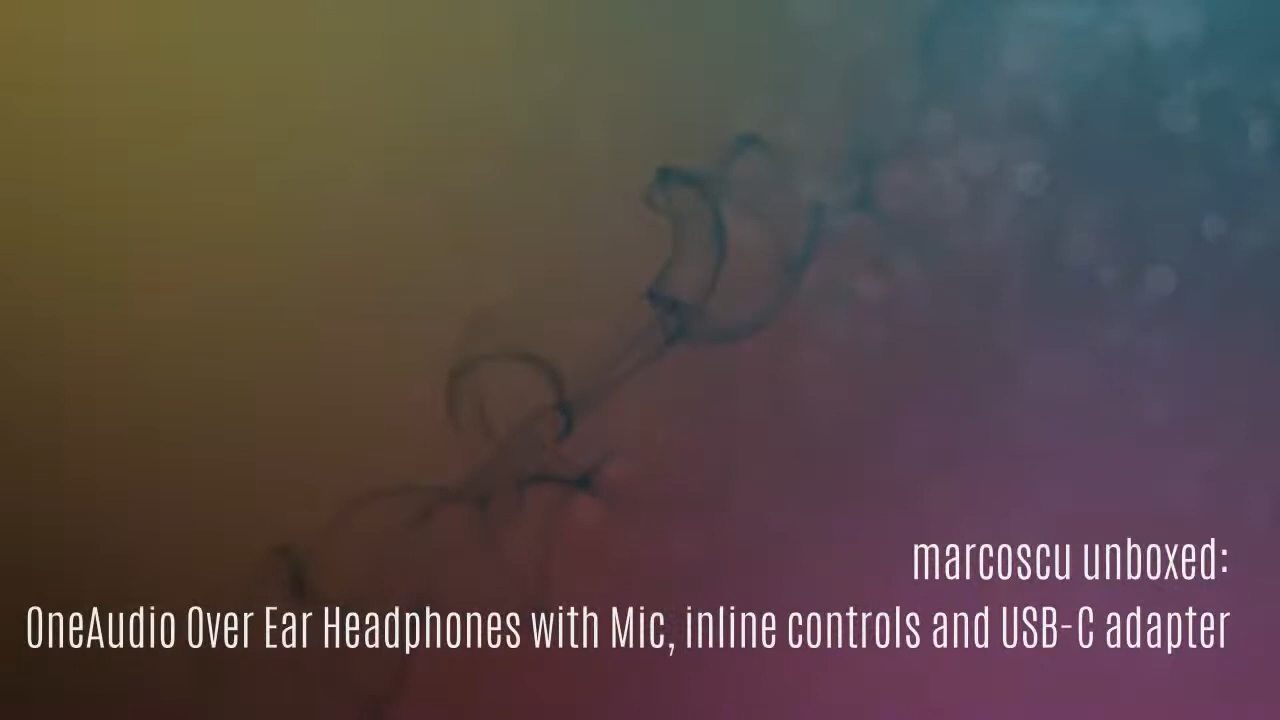 marcoscu unboxed:
OneAudio Over Ear Headphones with Mic, inline controls and USB-C adapter